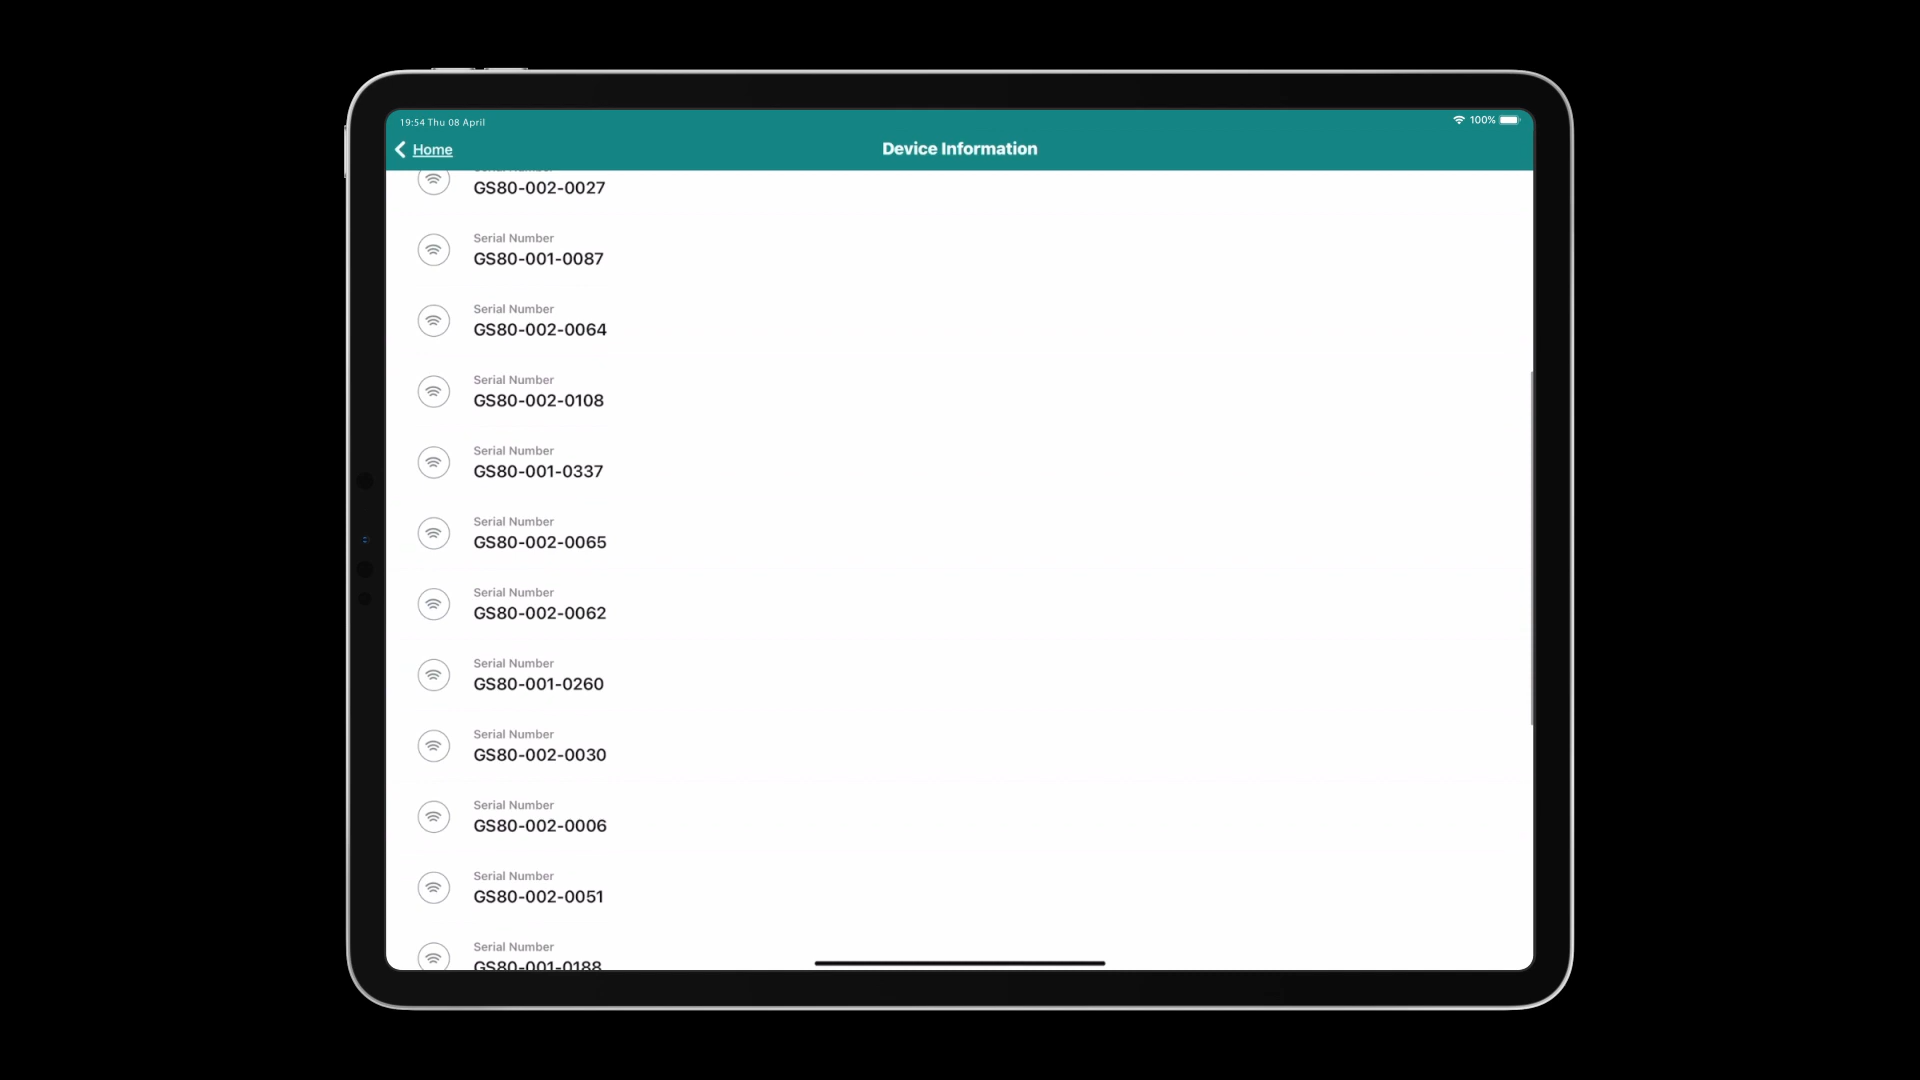 19:54 Thu 08 April
100%
Home
Device Information
GS80-002-0027
Serial Number
GS80-001-0087
Serial Number
GS80-002-0064
Serial Number
GS80-002-0108
Serial Number
GS80-001-0337
Serial Number
GS80-002-0065
Serial Number
GS80-002-0062
Serial Number
GS80-001-0260
Serial Number
GS80-002-0030
Serial Number
GS80-002-0006
Serial Number
GS80-002-0051
Serial Number
GS80-001-0188